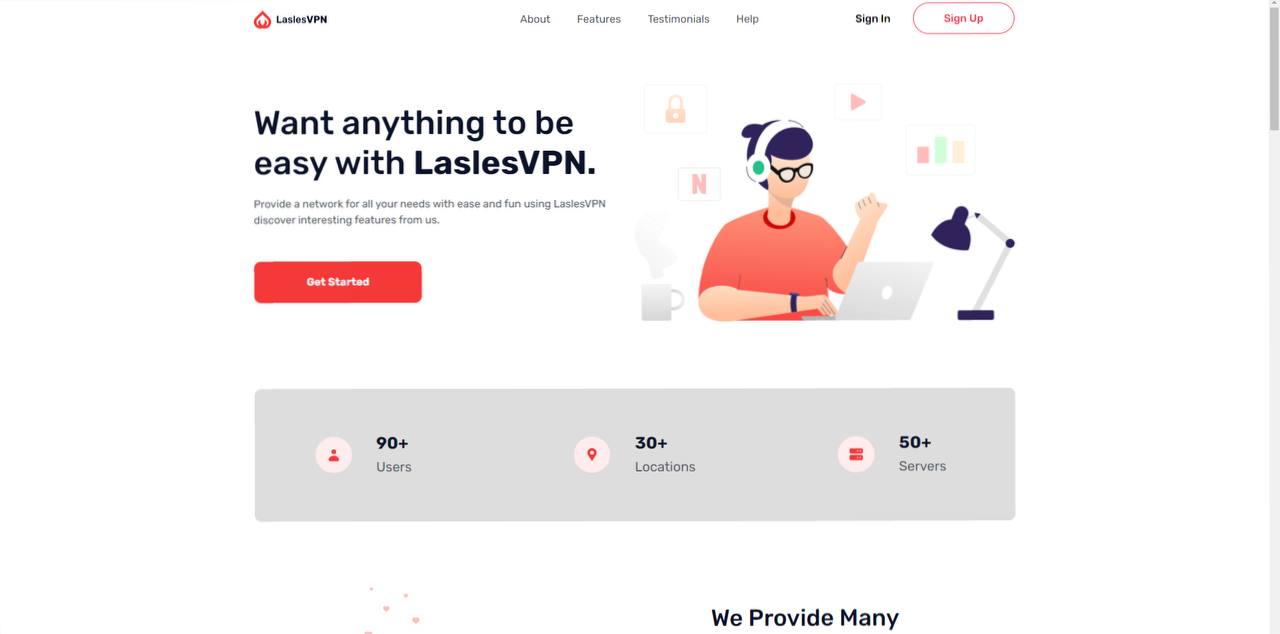 LaslesVPN
About
Features
Testimonials
Help
Sign In
Sign Up
Want anything to be
easy with LaslesVPN.
Provide a network for all your needs with ease and fun using LaslesVPN
discover interesting features from us.
Get Started
N
90+
Users
30+
Locations
50+
Servers
We Provide Many